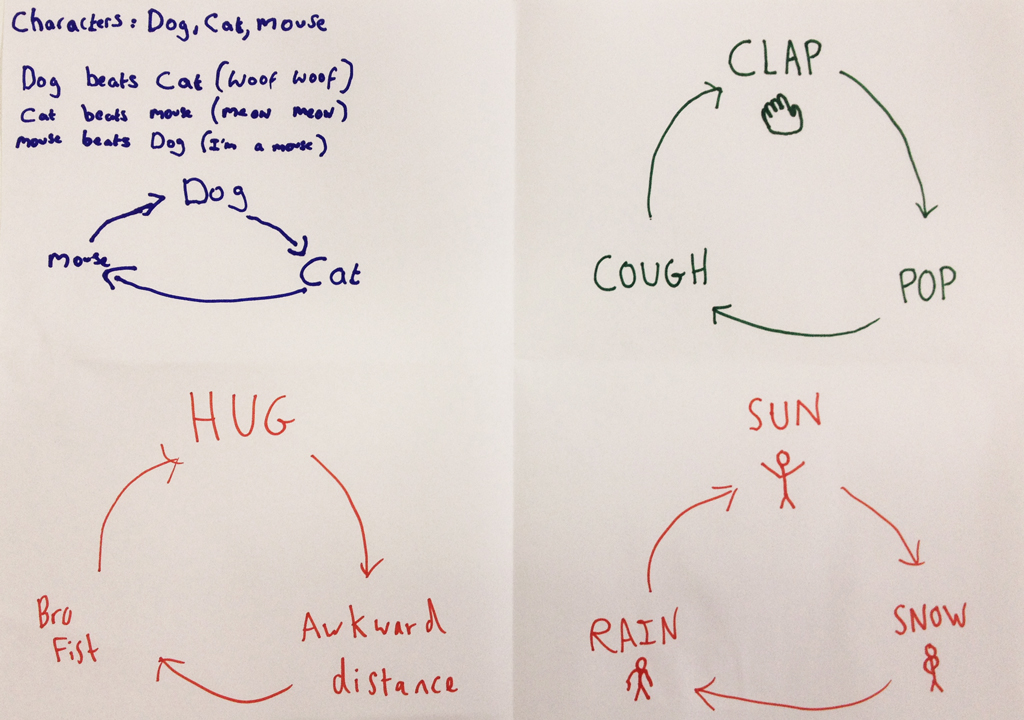 Characters: Dog, Cat, mouse
Dog beats Cat (woof woof)
Cat beats mouse (meow meow)
mouse beats Dog (I'm a mouse)
Dog
mouse
Cat
CLAP
COUGH
POP
HUG
Bro
Fist
Awkward
distance
SUN
RAIN
SNOW